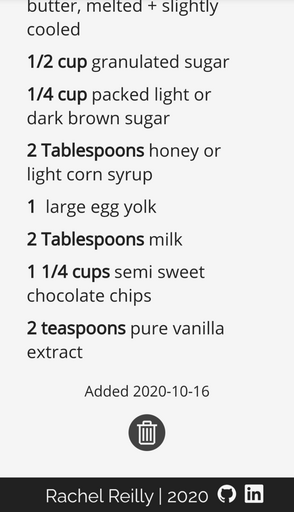 butter, melted + slightly
cooled
1/2 cup granulated sugar
1/4 cup packed light or
dark brown sugar
2 Tablespoons honey or
light corn syrup
1 large egg yolk
2 Tablespoons milk
1 1/4 cups semi sweet
chocolate chips
2 teaspoons pure vanilla
extract
Added 2020-10-16
Rachel Reilly | 2020 in